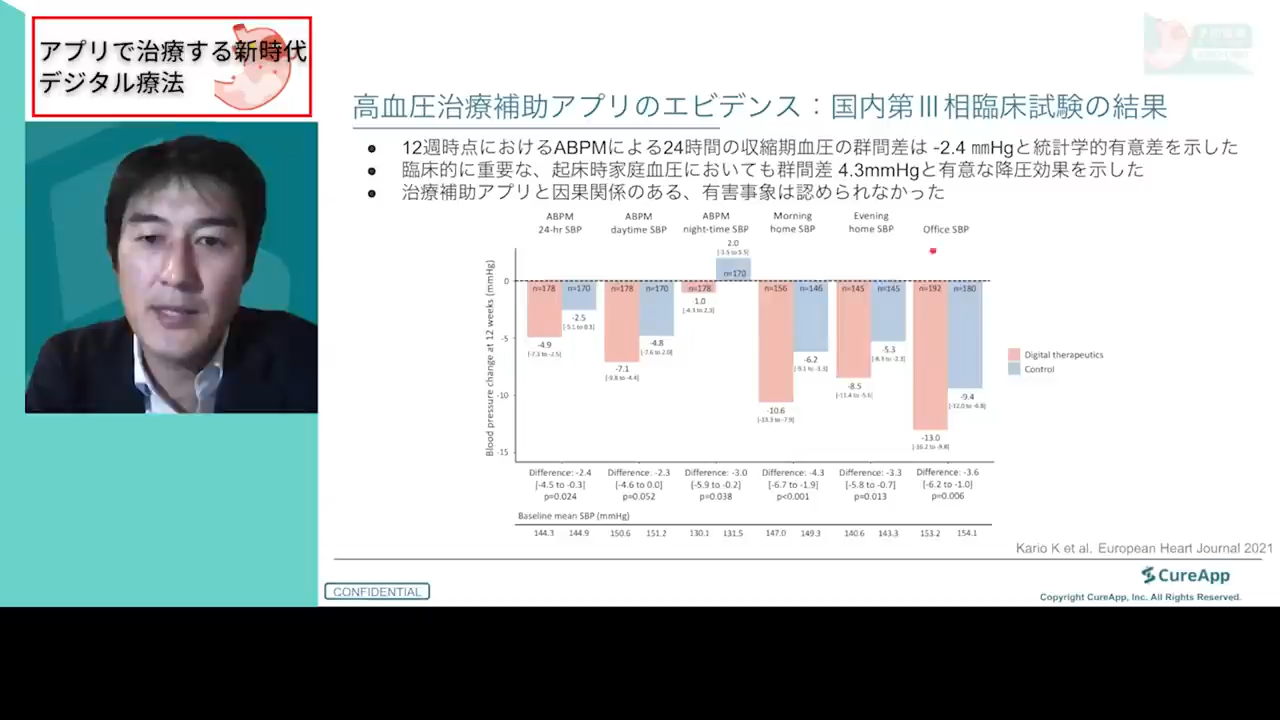 アプリで治療する新時代
デジタル療法
高血圧治療補助アプリのエビデンス：国内第Ⅲ相臨床試験の結果
● 12週時点におけるABPMによる24時間の収縮期血圧の群間差は -2.4 ㎜Hgと統計学的有意差を示した
● 臨床的に重要な、起床時家庭血圧においても群間差 4.3mmHgと有意な降圧効果を示した
● 治療補助アプリと因果関係のある、有害事象は認められなかった
ABPM 24-hr SBP
ABPM daytime SBP
ABPM night-time SBP
Morning home SBP
Evening home SBP
Office SBP
Blood pressure change at 12 weeks (mmHg)
0
-5
-10
-15
n=178 n=170 n=178 n=170 n=178 n=170 n=156 n=146 n=145 n=145 n=192 n=180
-4.9
-2.5
-7.1
-4.8
1.0
2.0
-10.6
-6.2
-8.5
-5.3
-13.0
-9.4
Digital therapeutics
Control
Difference: -2.4 [-4.5 to -0.3] p=0.024
Difference: -2.3 [-4.6 to 0.0] p=0.052
Difference: -3.0 [-5.9 to -0.2] p=0.038
Difference: -4.3 [-6.7 to -1.9] p<0.001
Difference: -3.3 [-5.8 to -0.7] p=0.013
Difference: -3.6 [-6.2 to -1.0] p=0.006
Baseline mean SBP (mmHg)
144.3 144.9 150.6 151.2 130.1 131.5 147.0 149.3 140.6 143.3 153.2 154.1
Kario K et al. European Heart Journal 2021
CureApp
CONFIDENTIAL
Copyright CureApp, Inc. All Rights Reserved.